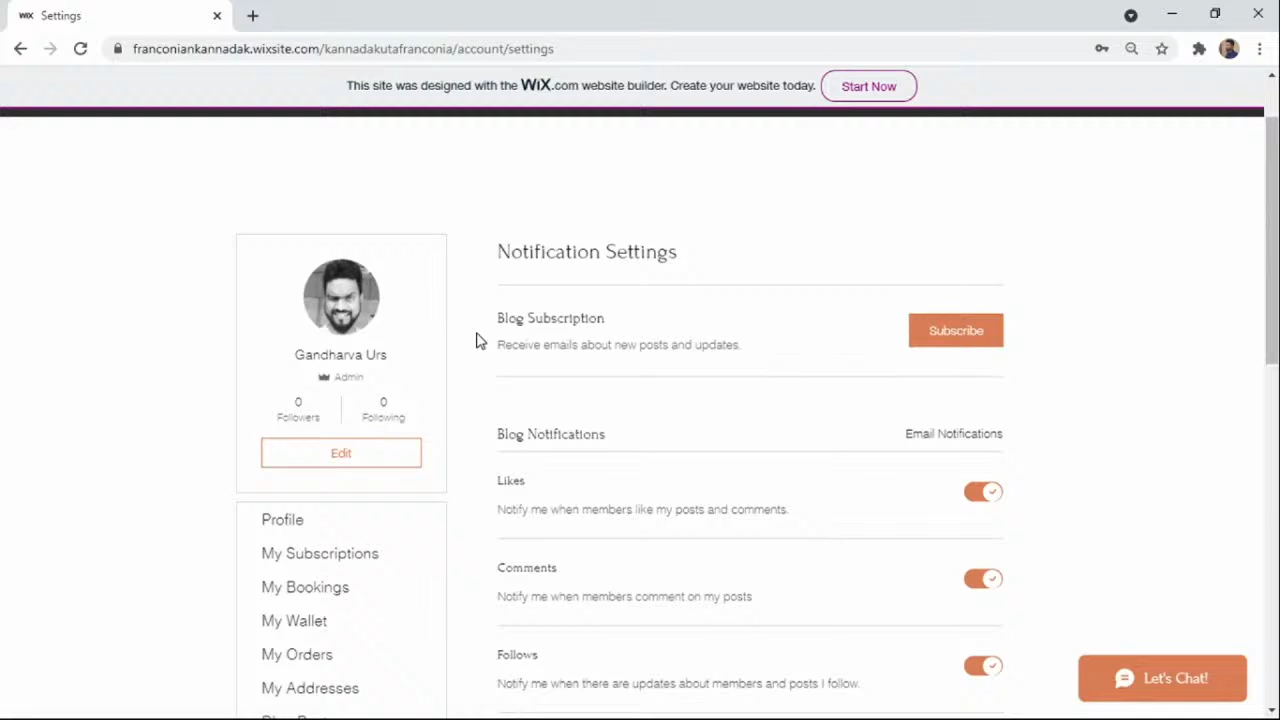 WiX Settings
franconiankannadak.wixsite.com/kannadakutafranconia/account/settings
This site was designed with the WiX.com website builder. Create your website today. Start Now
Gandharva Urs
Admin
0 0
Followers Following
Edit
Profile
My Subscriptions
My Bookings
My Wallet
My Orders
My Addresses
Notification Settings
Blog Subscription
Receive emails about new posts and updates.
Subscribe
Blog Notifications Email Notifications
Likes
Notify me when members like my posts and comments.
Comments
Notify me when members comment on my posts
Follows
Notify me when there are updates about members and posts I follow.
Let's Chat!